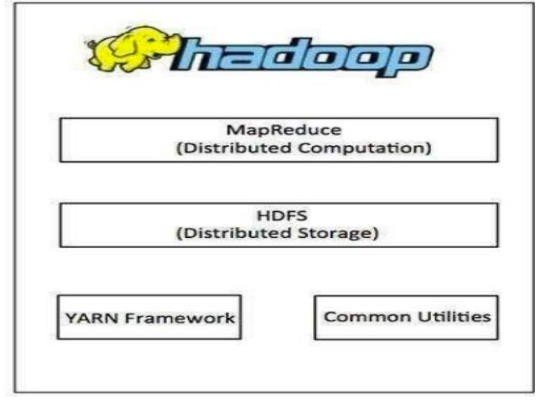 hadoop
MapReduce
(Distributed Computation)
HDFS
(Distributed Storage)
YARN Framework
Common Utilities